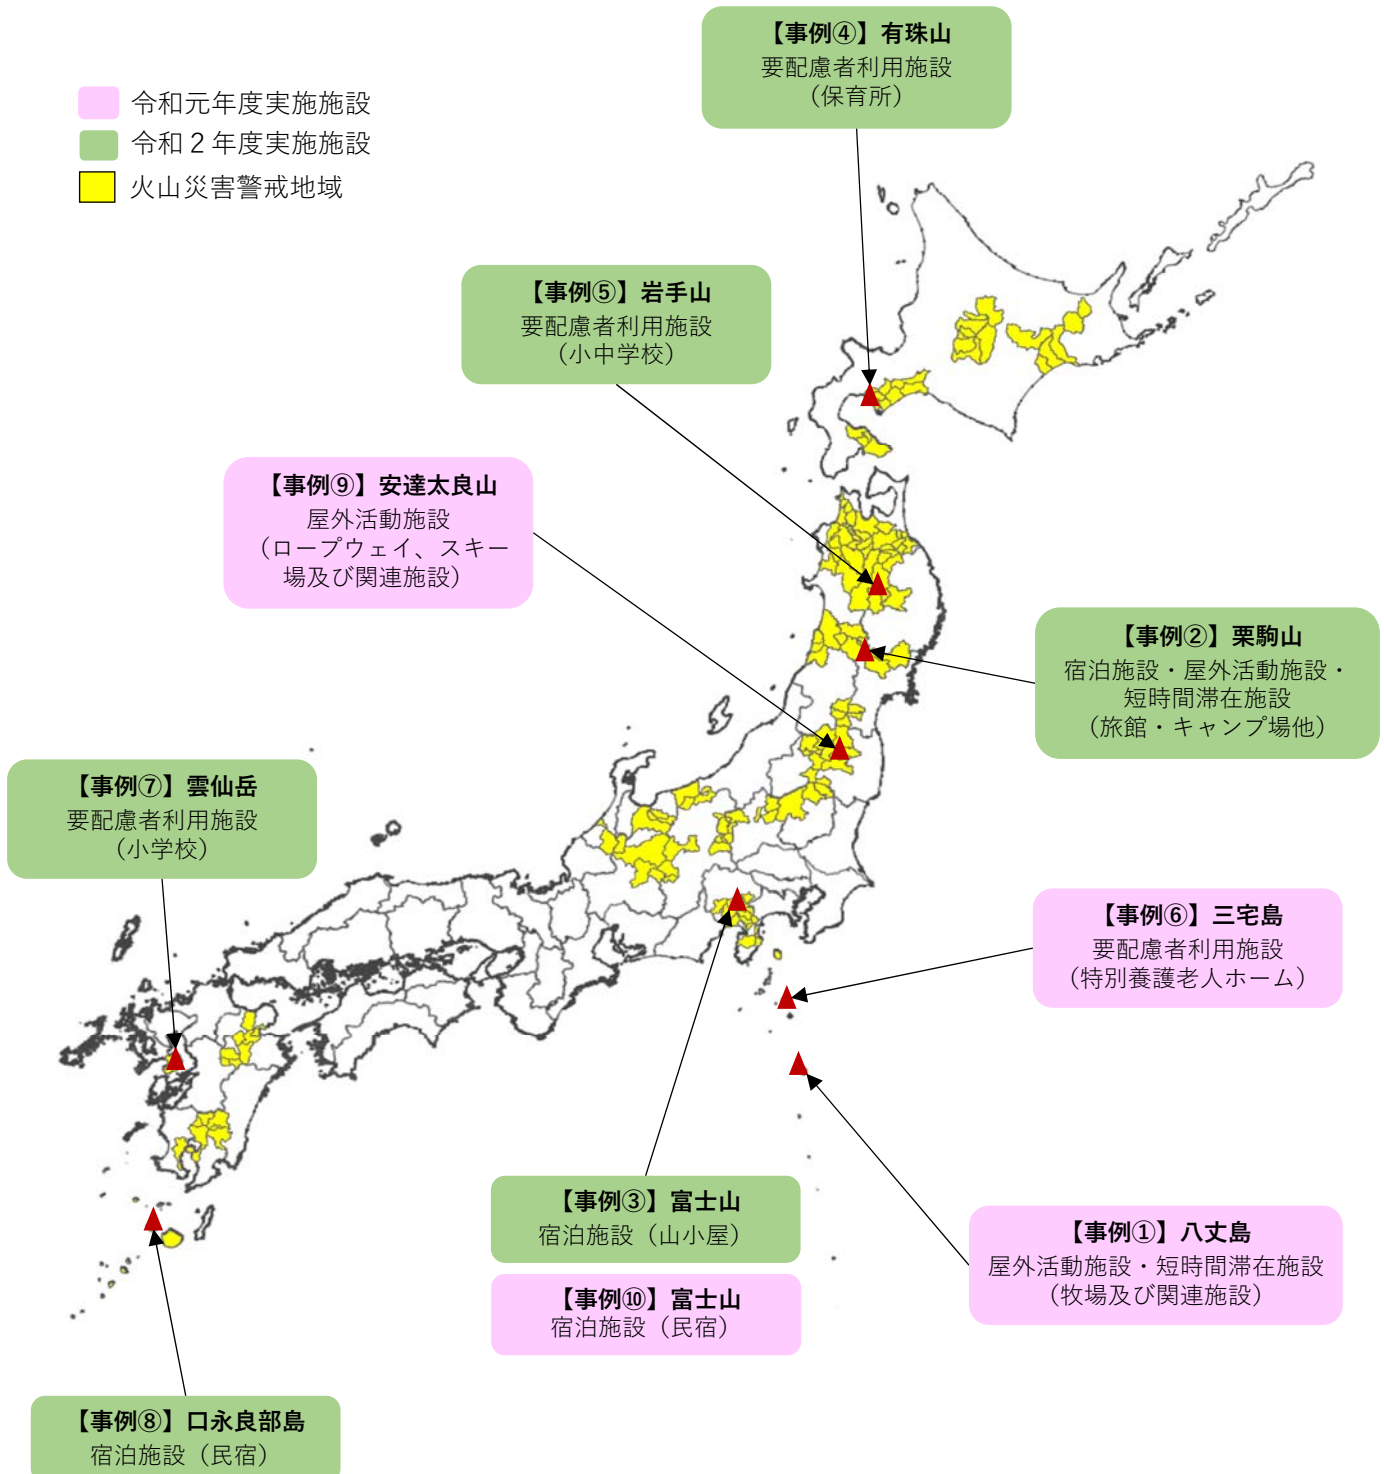 【事例④】有珠山
要配慮者利用施設
（保育所）
令和元年度実施施設
令和２年度実施施設
火山災害警戒地域
【事例⑤】岩手山
要配慮者利用施設
（小中学校）
【事例⑨】安達太良山
屋外活動施設
（ロープウェイ、スキー
場及び関連施設）
【事例②】栗駒山
宿泊施設・屋外活動施設・
短時間滞在施設
（旅館・キャンプ場他）
【事例⑦】雲仙岳
要配慮者利用施設
（小学校）
【事例⑥】三宅島
要配慮者利用施設
（特別養護老人ホーム）
【事例③】富士山
宿泊施設（山小屋）
【事例①】八丈島
屋外活動施設・短時間滞在施設
（牧場及び関連施設）
【事例⑩】富士山
宿泊施設（民宿）
【事例⑧】口永良部島
宿泊施設（民宿）